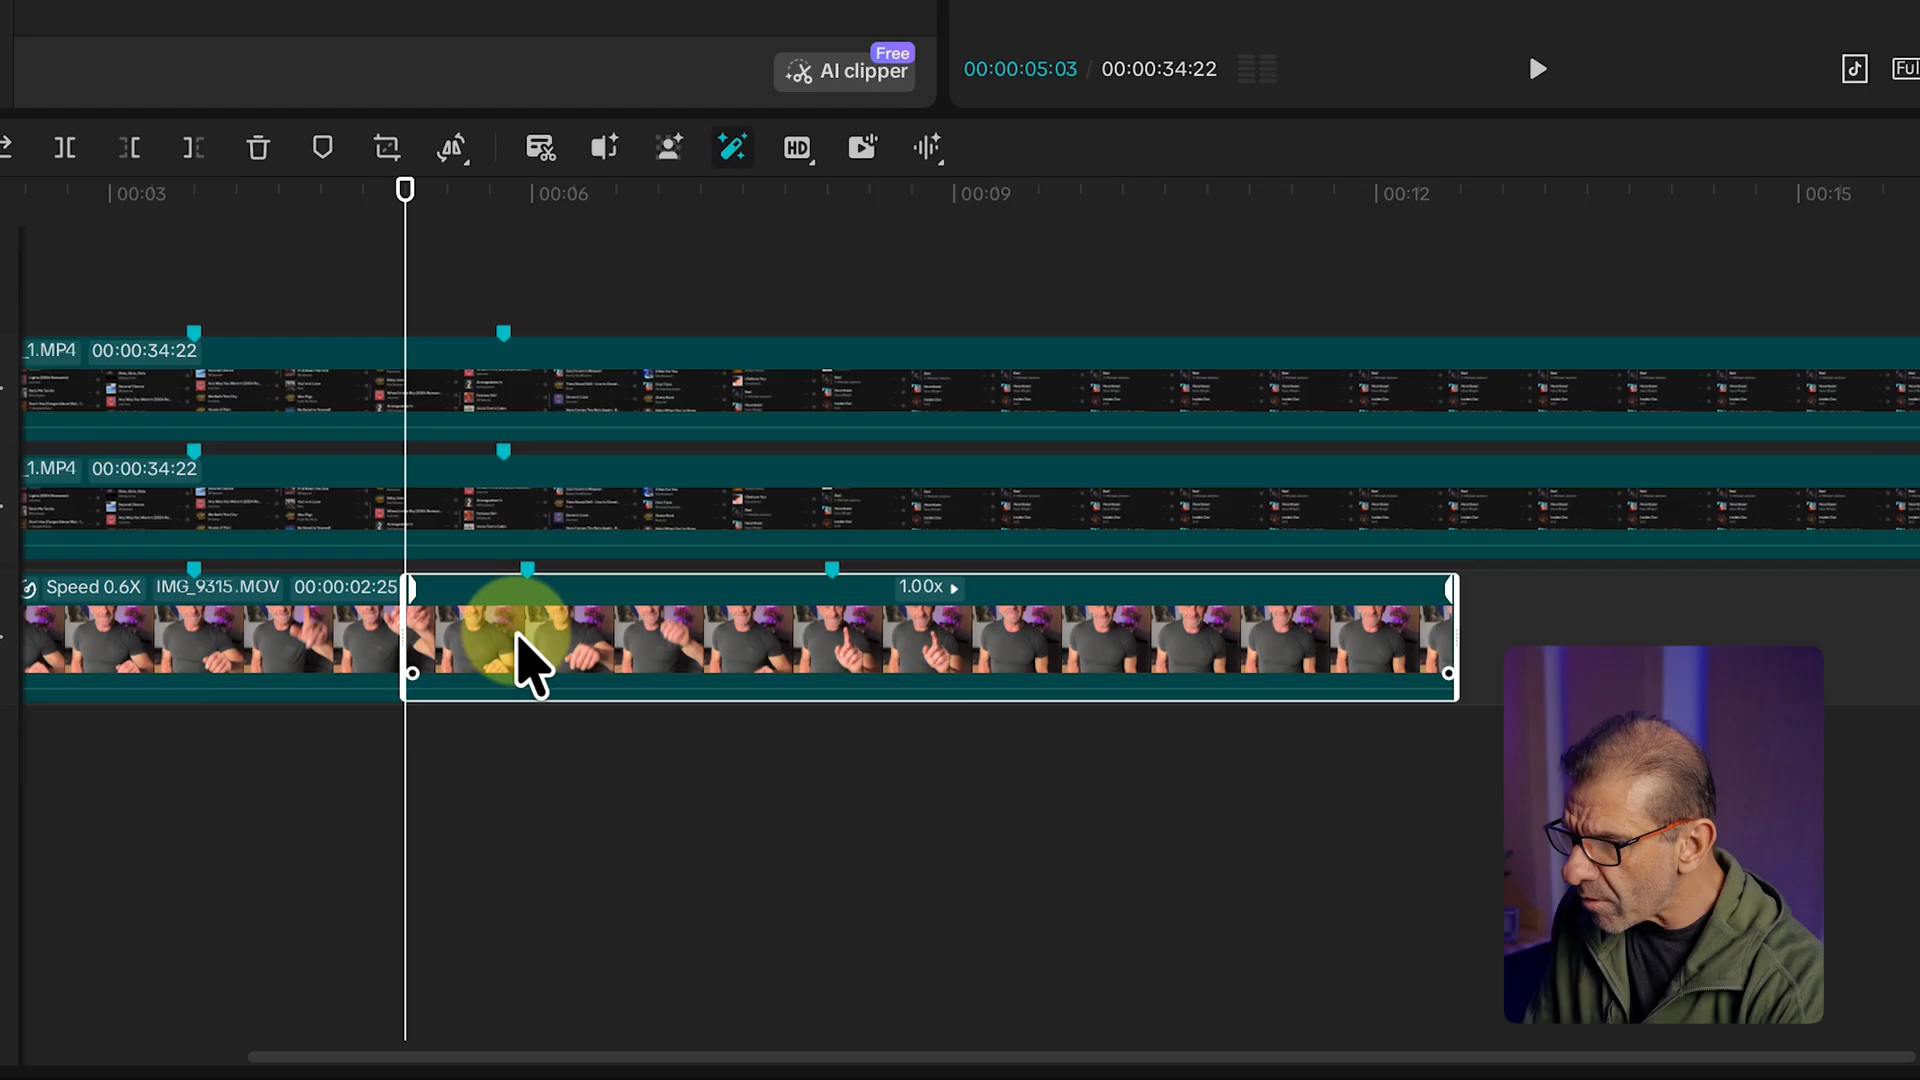 Free
AI clipper
00:00:05:03 / 00:00:34:22
Ful
HD
00:03 00:06 00:09 00:12 00:15
_1.MP4 00:00:34:22
_1.MP4 00:00:34:22
Speed 0.6X IMG_9315.MOV 00:00:02:25 1.00x